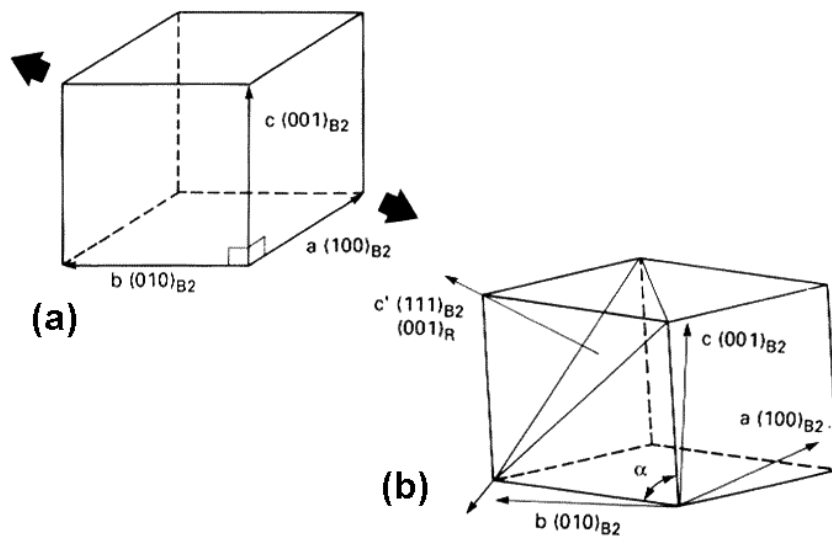 c (001)B2
a (100)B2
b (010)B2
(a)
c' (111)B2
(001)R
c (001)B2
a (100)B2
α
(b)
b (010)B2